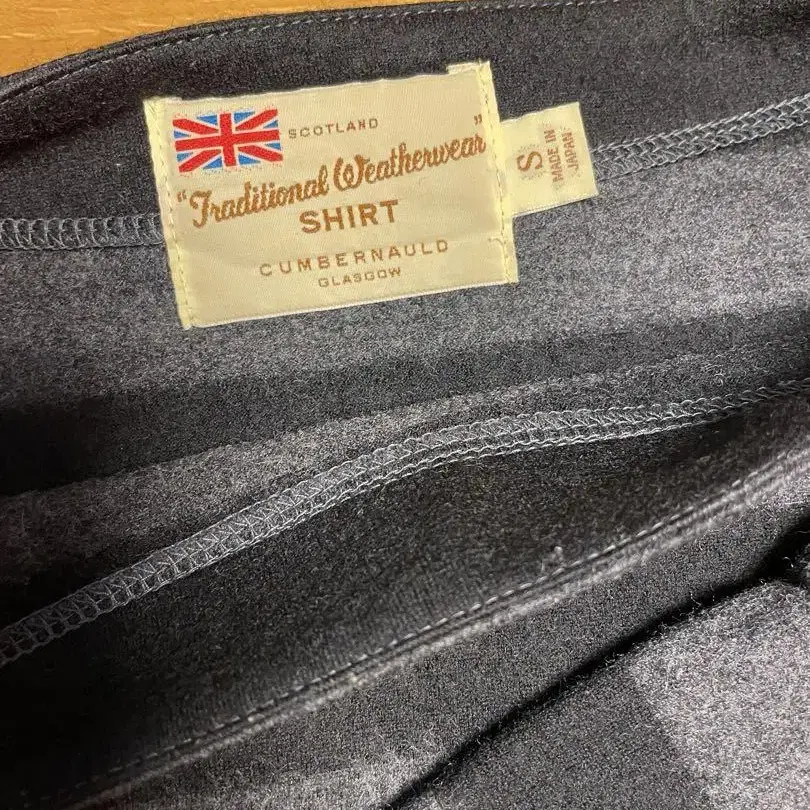 SCOTLAND
"Traditional Weatherwear"
SHIRT
CUMBERNAULD
GLASGOW
S
MADE IN
JAPAN